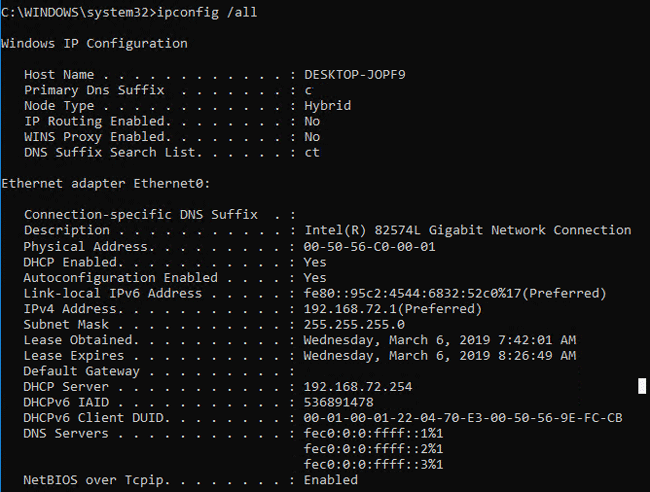 C:\WINDOWS\system32>ipconfig /all
Windows IP Configuration
Host Name . . . . . . . . . . . . : DESKTOP-JOPF9
Primary Dns Suffix  . . . . . . . : c
Node Type . . . . . . . . . . . . : Hybrid
IP Routing Enabled. . . . . . . . : No
WINS Proxy Enabled. . . . . . . . : No
DNS Suffix Search List. . . . . . : ct
Ethernet adapter Ethernet0:
Connection-specific DNS Suffix  . :
Description . . . . . . . . . . . : Intel(R) 82574L Gigabit Network Connection
Physical Address. . . . . . . . . : 00-50-56-C0-00-01
DHCP Enabled. . . . . . . . . . . : Yes
Autoconfiguration Enabled . . . . : Yes
Link-local IPv6 Address . . . . . : fe80::95c2:4544:6832:52c0%17(Preferred)
IPv4 Address. . . . . . . . . . . : 192.168.72.1(Preferred)
Subnet Mask . . . . . . . . . . . : 255.255.255.0
Lease Obtained. . . . . . . . . . : Wednesday, March 6, 2019 7:42:01 AM
Lease Expires . . . . . . . . . . : Wednesday, March 6, 2019 8:26:49 AM
Default Gateway . . . . . . . . . :
DHCP Server . . . . . . . . . . . : 192.168.72.254
DHCPv6 IAID . . . . . . . . . . . : 536891478
DHCPv6 Client DUID. . . . . . . . : 00-01-00-01-22-04-70-E3-00-50-56-9E-FC-CB
DNS Servers . . . . . . . . . . . : fec0:0:0:ffff::1%1
fec0:0:0:ffff::2%1
fec0:0:0:ffff::3%1
NetBIOS over Tcpip. . . . . . . . : Enabled